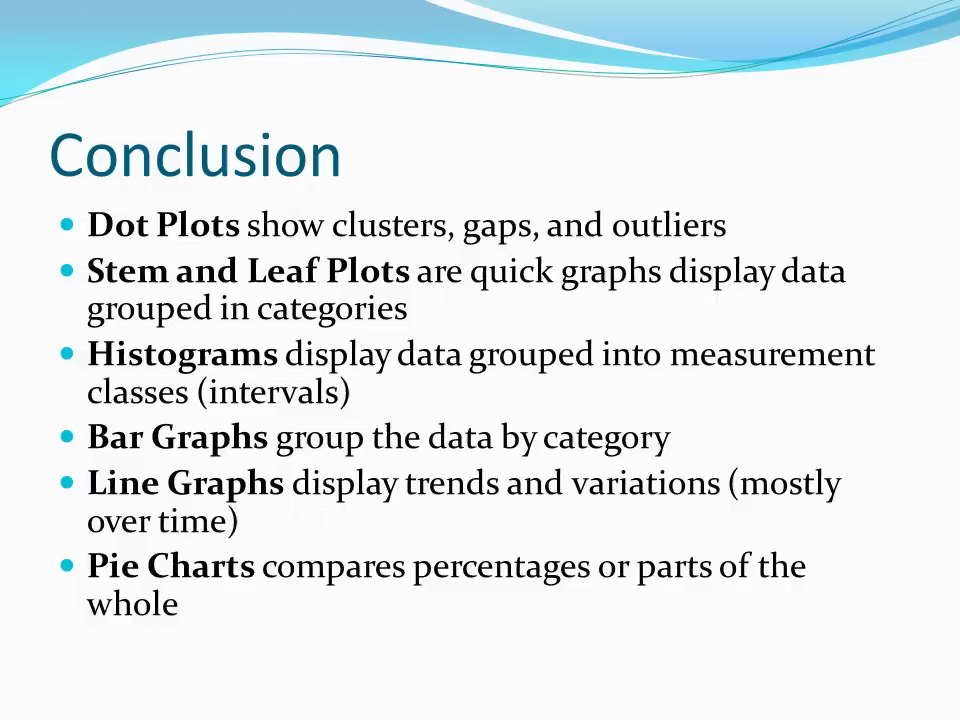 Conclusion
Dot Plots show clusters, gaps, and outliers
Stem and Leaf Plots are quick graphs display data
grouped in categories
Histograms display data grouped into measurement
classes (intervals)
Bar Graphs group the data by category
Line Graphs display trends and variations (mostly
over time)
Pie Charts compares percentages or parts of the
whole